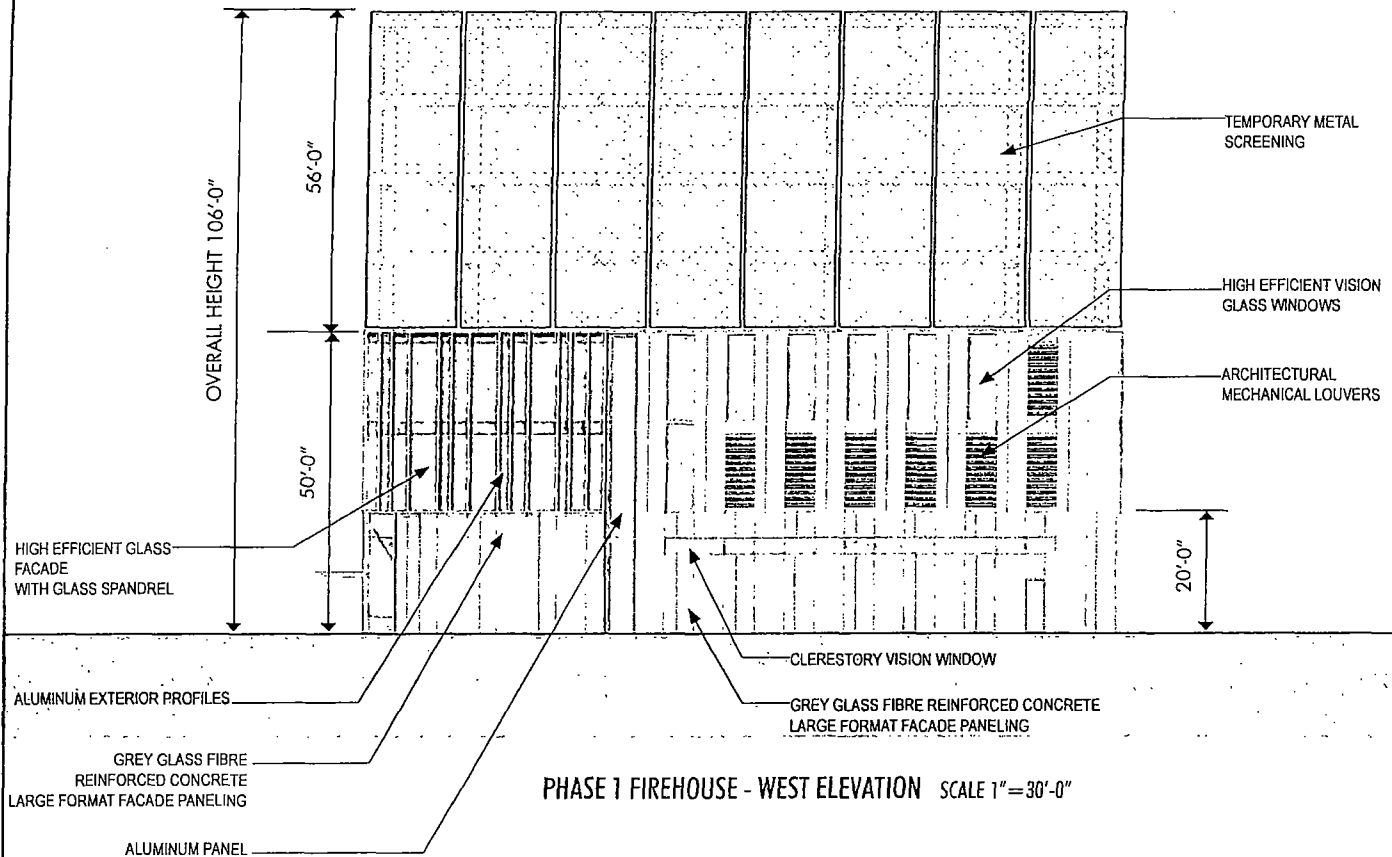 OVERALL HEIGHT 106'-0"
56'-0"
50'-0"
20'-0"
TEMPORARY METAL
SCREENING
HIGH EFFICIENT VISION
GLASS WINDOWS
ARCHITECTURAL
MECHANICAL LOUVERS
HIGH EFFICIENT GLASS
FACADE
WITH GLASS SPANDREL
ALUMINUM EXTERIOR PROFILES
GREY GLASS FIBRE
REINFORCED CONCRETE
LARGE FORMAT FACADE PANELING
ALUMINUM PANEL
CLERESTORY VISION WINDOW
GREY GLASS FIBRE REINFORCED CONCRETE
LARGE FORMAT FACADE PANELING
PHASE 1 FIREHOUSE - WEST ELEVATION SCALE 1"=30'-0"